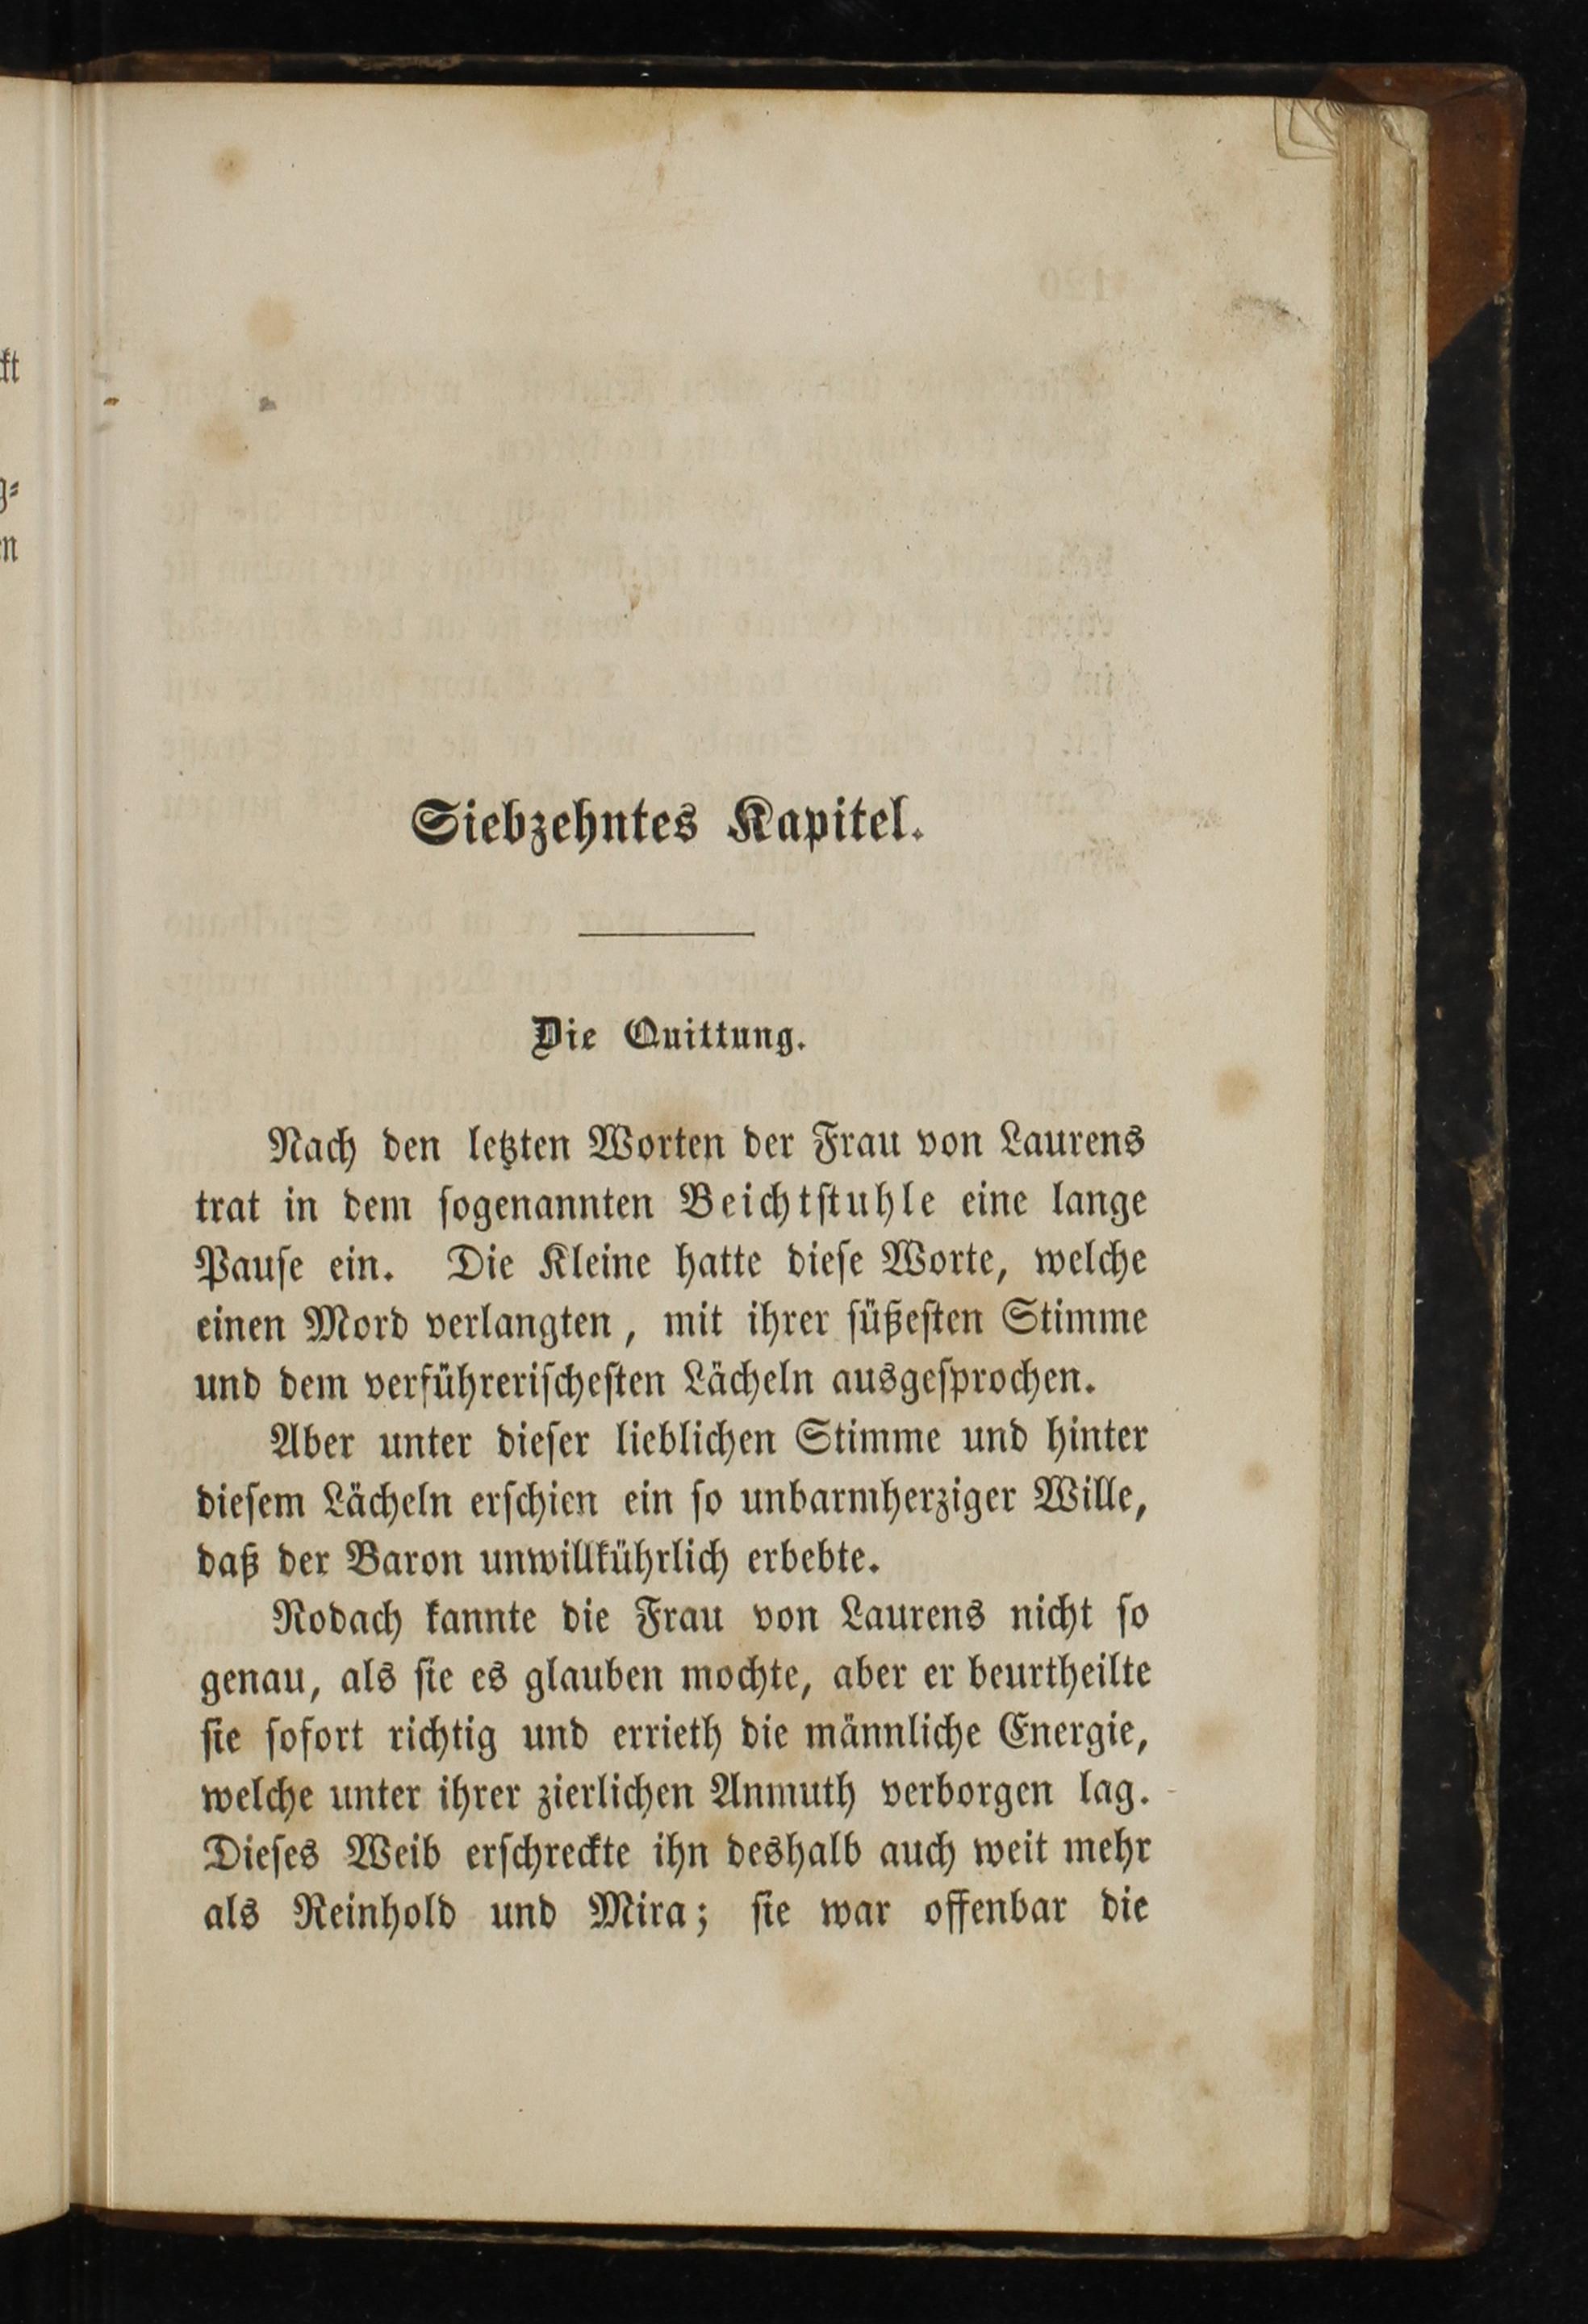 Siebzehntes Kapitel.
Die Quittung.
Nach den letzten Worten der Frau von Laurens
trat in dem sogenannten Beichtstuhle eine lange
Pause ein. Die Kleine hatte diese Worte, welche
einen Mord verlangten, mit ihrer süßesten Stimme
und dem verführerischesten Lächeln ausgesprochen.
Aber unter dieser lieblichen Stimme und hinter
diesem Lächeln erschien ein so unbarmherziger Wille,
daß der Baron unwillkührlich erbebte.
Rodach kannte die Frau von Laurens nicht so
genau, als sie es glauben mochte, aber er beurtheilte
sie sofort richtig und errieth die männliche Energie,
welche unter ihrer zierlichen Anmuth verborgen lag.
Dieses Weib erschreckte ihn deshalb auch weit mehr
als Reinhold und Mira; sie war offenbar die